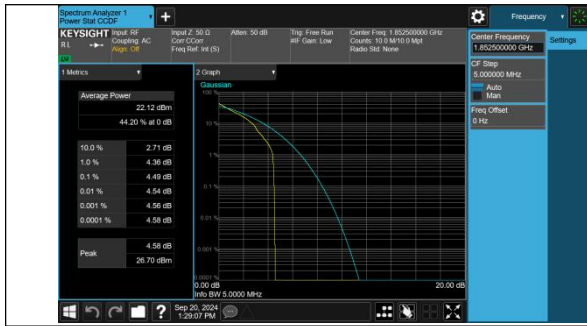 Spectrum Analyzer 1
Power Stat CCDF
KEYSIGHT
RL
Input: RF
Coupling: AC
Align: Off
Input Z: 50 Ω
Corr CCorr
Freq Ref: Int (S)
Atten: 50 dB
Trig: Free Run
#IF Gain: Low
Center Freq: 1.852500000 GHz
Counts: 10.0 M/10.0 Mpt
Radio Std: None
1 Metrics
Average Power
22.12 dBm
44.20 % at 0 dB
10.0 % 2.71 dB
1.0 % 4.36 dB
0.1 % 4.49 dB
0.01 % 4.54 dB
0.001 % 4.56 dB
0.0001 % 4.58 dB
Peak
4.58 dB
26.70 dBm
2 Graph
Gaussian
100 %
10 %
1 %
0.1 %
0.01 %
0.001 %
0.0001 %
0.00 dB
20.00 dB
Info BW 5.0000 MHz
Frequency
Center Frequency
1.852500000 GHz
CF Step
5.000000 MHz
Auto
Man
Freq Offset
0 Hz
Settings
?
Sep 20, 2024
1:29:07 PM